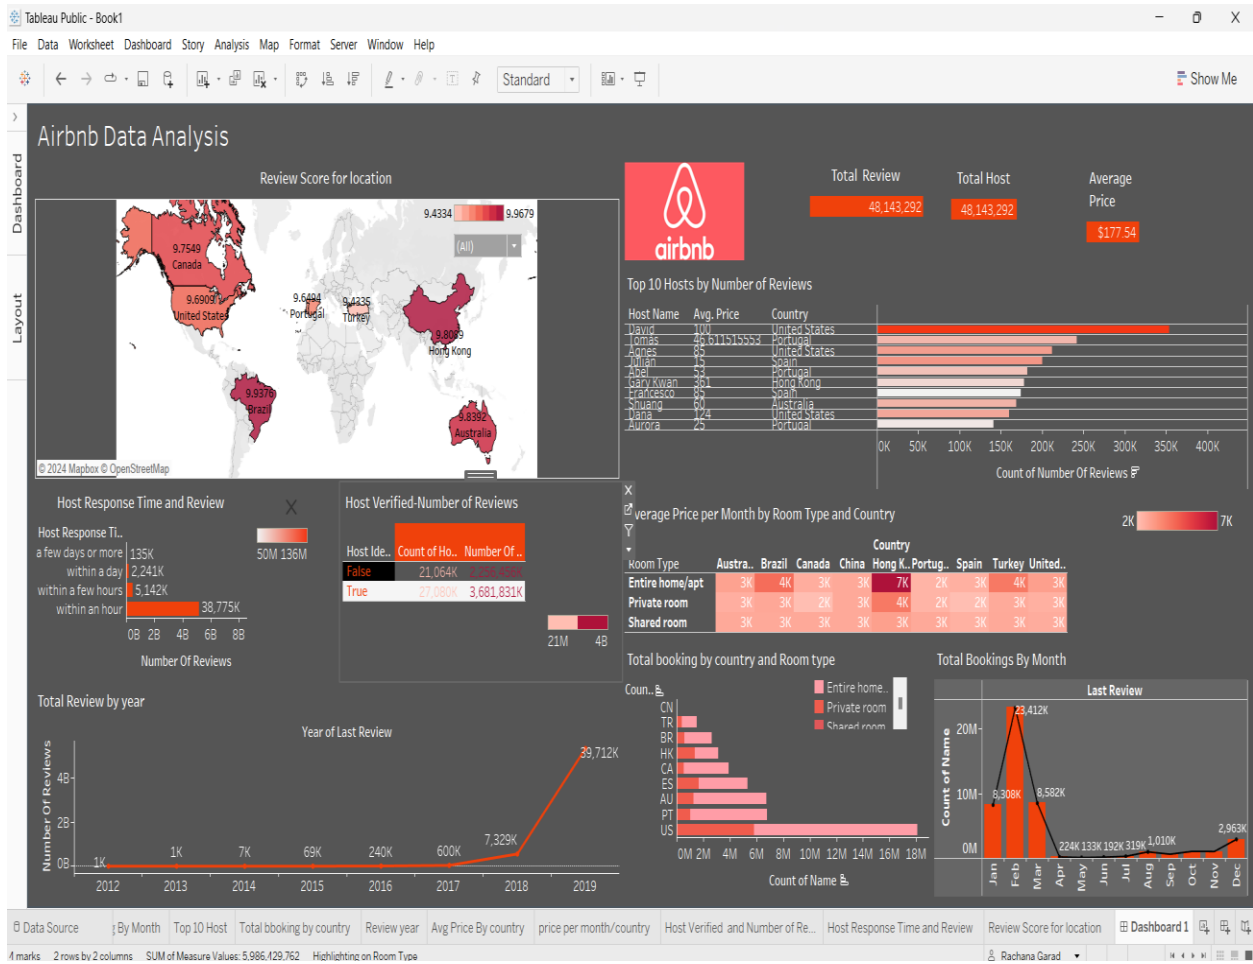 Tableau Public - Book1
File Data Worksheet Dashboard Story Analysis Map Format Server Window Help
Standard
Show Me
Dashboard
Layout
Airbnb Data Analysis
Review Score for location
9.4334 9.9679
(All)
9.7549
Canada
9.6909
United States
9.6494
Portugal
9.4335
Turkey
9.8089
Hong Kong
9.9376
Brazil
9.8392
Australia
© 2024 Mapbox © OpenStreetMap
airbnb
Total Review
48,143,292
Total Host
48,143,292
Average
Price
$177.54
Top 10 Hosts by Number of Reviews
Host Name Avg. Price Country
David 100 United States
Tomas 46.611515553 Portugal
Agnes 85 United States
Julian 15 Spain
Abel 53 Portugal
Gary Kwan 361 Hong Kong
Francesco 85 Spain
Shuang 60 Australia
Dana 124 United States
Aurora 25 Portugal
0K 50K 100K 150K 200K 250K 300K 350K 400K
Count of Number Of Reviews
Host Response Time and Review
Host Response Ti..
a few days or more 135K
within a day 2,241K
within a few hours 5,142K
within an hour 38,775K
0B 2B 4B 6B 8B
Number Of Reviews
50M 136M
Host Verified-Number of Reviews
Host Ide.. Count of Ho.. Number Of ..
False 21,064K
True 27,080K 3,681,831K
21M 4B
verage Price per Month by Room Type and Country
2K 7K
Country
Room Type Austra.. Brazil Canada China Hong K.. Portug.. Spain Turkey United..
Entire home/apt 3K 4K 3K 3K 7K 2K 3K 4K 3K
Private room 3K 3K 2K 3K 4K 2K 2K 3K 3K
Shared room 3K 3K 3K 3K 3K 3K 3K 3K 3K
Total Review by year
Year of Last Review
Number Of Reviews
4B
2B
0B
1K 1K 7K 69K 240K 600K 7,329K 39,712K
2012 2013 2014 2015 2016 2017 2018 2019
Total booking by country and Room type
Coun..
Entire home..
Private room
Shared room
CN
TR
BR
HK
CA
ES
AU
PT
US
0M 2M 4M 6M 8M 10M 12M 14M 16M 18M
Count of Name
Total Bookings By Month
Last Review
Count of Name
20M
10M
0M
8,308K 23,412K 8,582K 224K 133K 192K 319K 1,010K 2,963K
Jan Feb Mar Apr May Jun Jul Aug Sep Oct Nov Dec
Data Source
By Month
Top 10 Host
Total bboking by country
Review year
Avg Price By country
price per month/country
Host Verified and Number of Re...
Host Response Time and Review
Review Score for location
Dashboard 1
4 marks 2 rows by 2 columns SUM of Measure Values: 5,986,429,762 Highlighting on Room Type
Rachana Garad